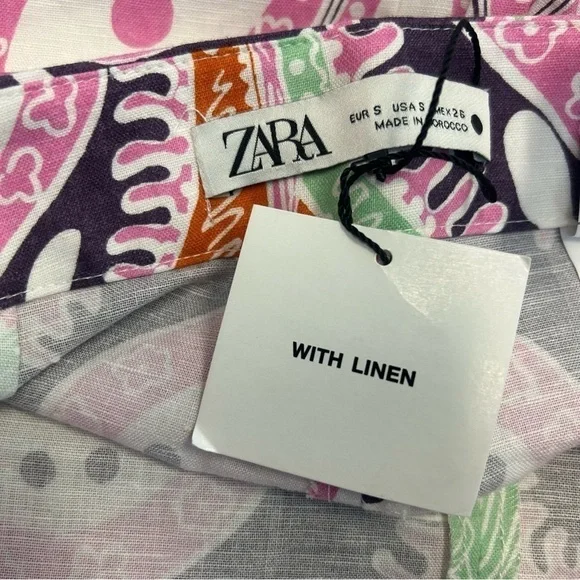 ZARA
EUR S USA S MEX 26
MADE IN MOROCCO
WITH LINEN